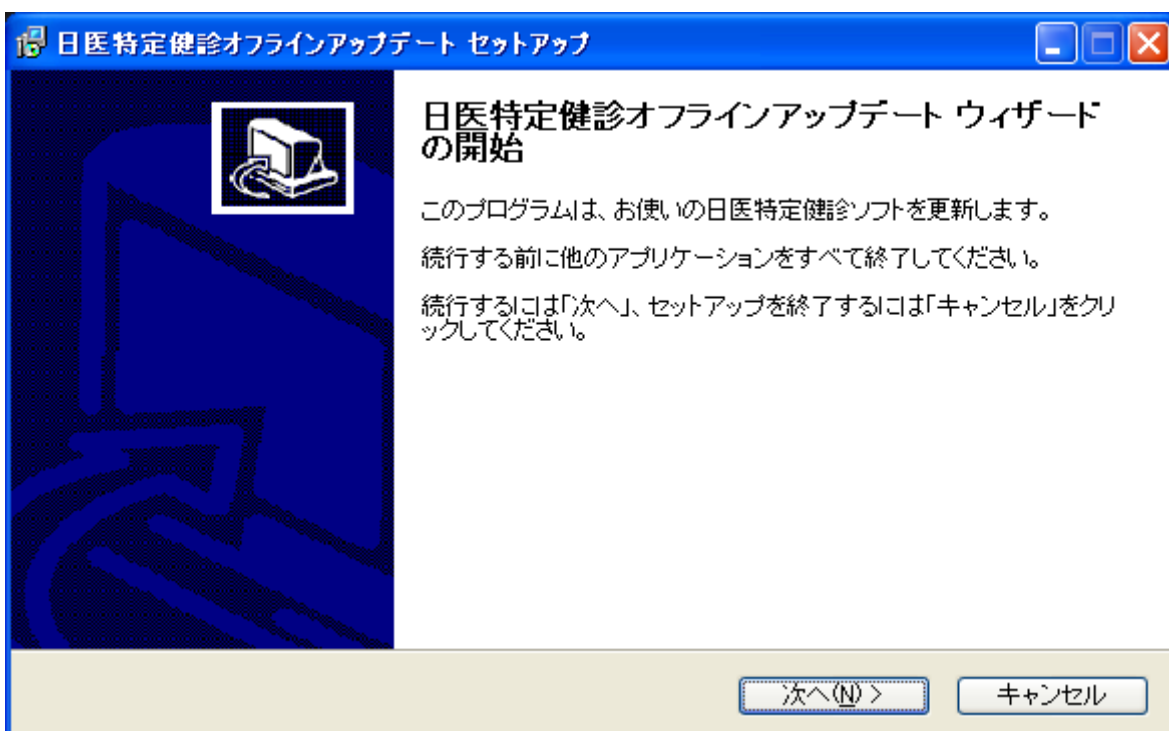 日医特定健診オフラインアップデート セットアップ
日医特定健診オフラインアップデート ウィザード
の開始
このプログラムは、お使いの日医特定健診ソフトを更新します。
続行する前に他のアプリケーションをすべて終了してください。
続行するには「次へ」、セットアップを終了するには「キャンセル」をクリ
ックしてください。
次へ(N) >
キャンセル